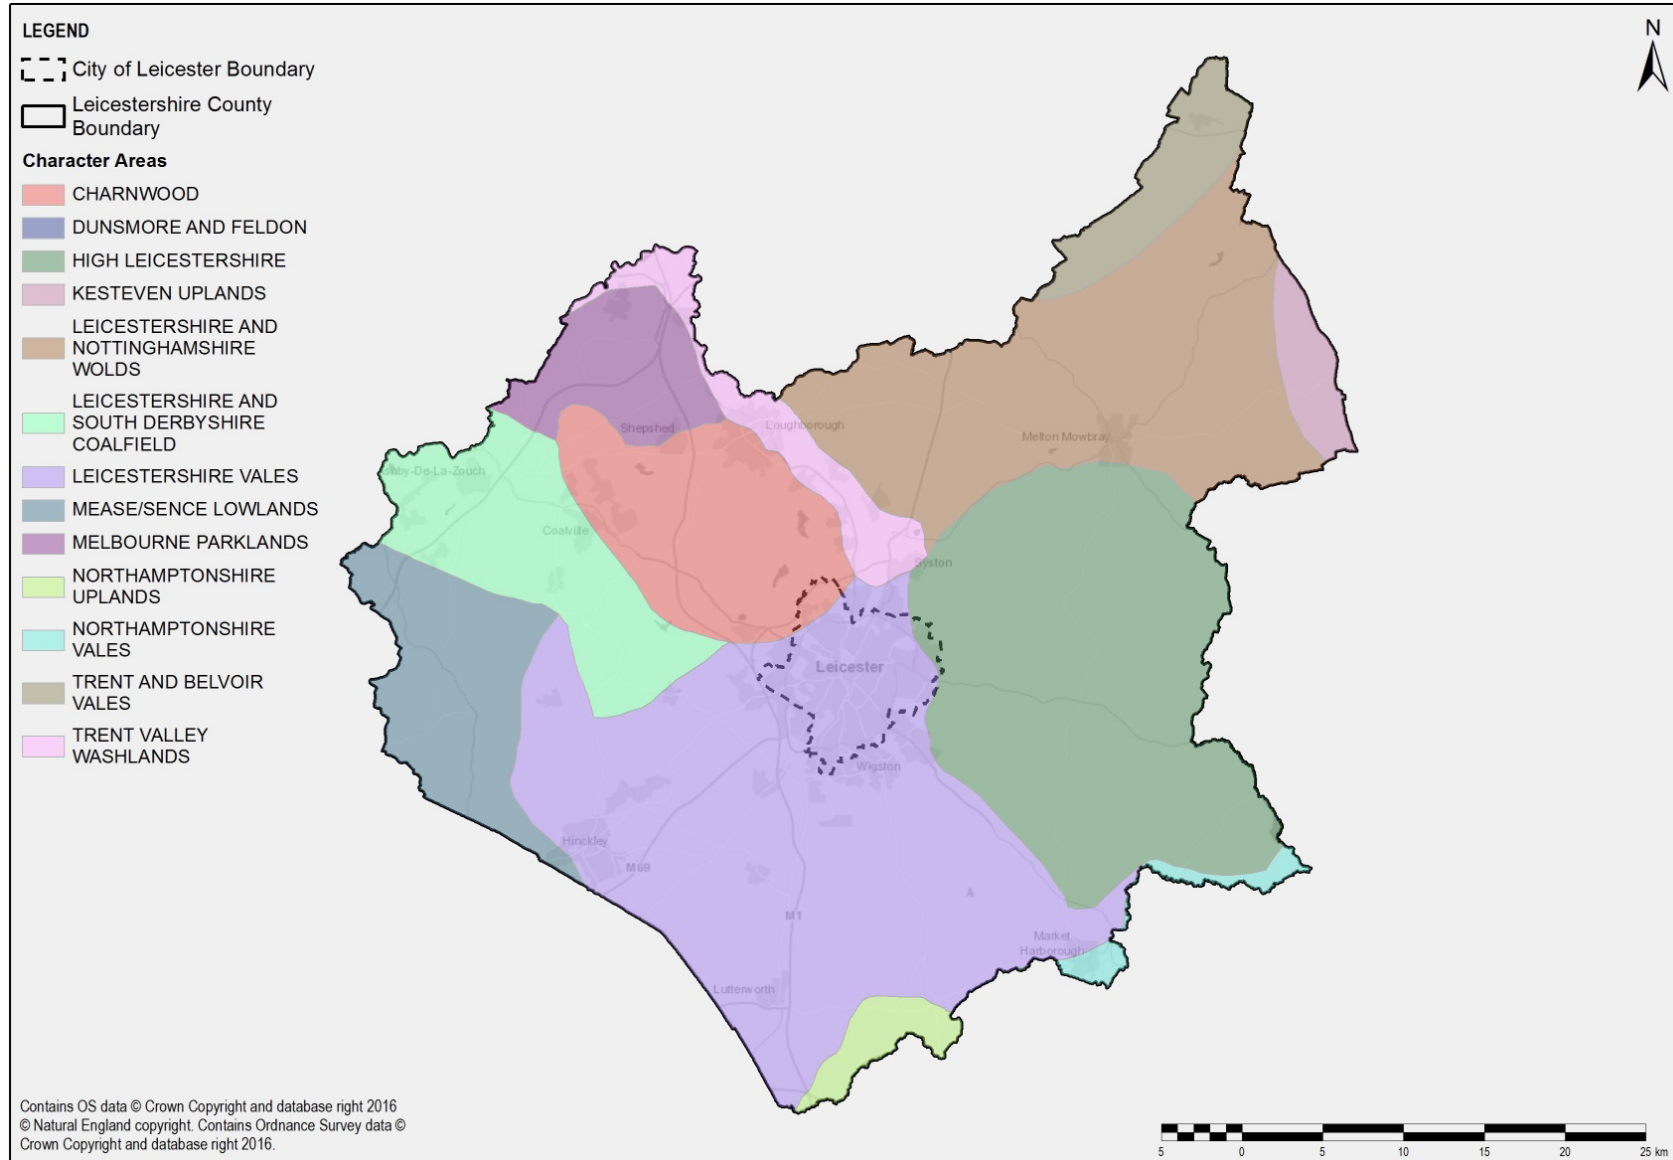 LEGEND
City of Leicester Boundary
Leicestershire County
Boundary
Character Areas
CHARNWOOD
DUNSMORE AND FELDON
HIGH LEICESTERSHIRE
KESTEVEN UPLANDS
LEICESTERSHIRE AND
NOTTINGHAMSHIRE
WOLDS
LEICESTERSHIRE AND
SOUTH DERBYSHIRE
COALFIELD
LEICESTERSHIRE VALES
MEASE/SENCE LOWLANDS
MELBOURNE PARKLANDS
NORTHAMPTONSHIRE
UPLANDS
NORTHAMPTONSHIRE
VALES
TRENT AND BELVOIR
VALES
TRENT VALLEY
WASHLANDS
N
Shepshed
Loughborough
Melton Mowbray
hby-De-La-Zouch
Coalville
Syston
Leicester
Wigston
Hinckley
M69
A
M1
Market
Harborough
Lutterworth
Contains OS data © Crown Copyright and database right 2016
© Natural England copyright. Contains Ordnance Survey data ©
Crown Copyright and database right 2016.
5 0 5 10 15 20 25 km